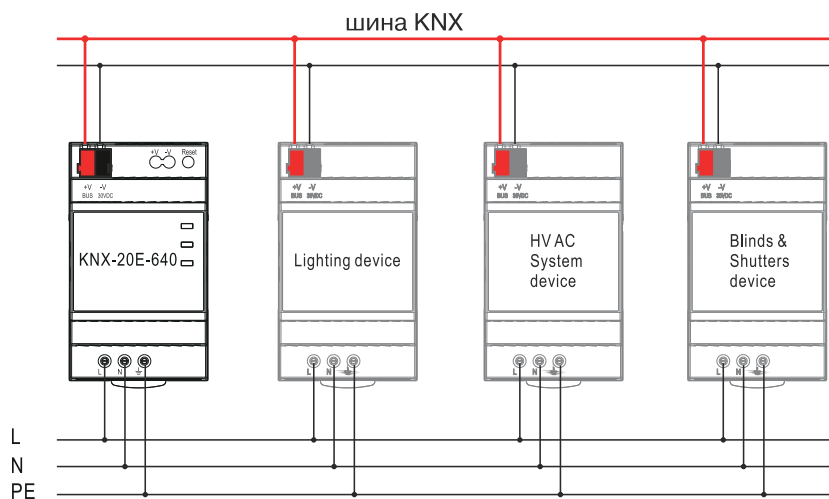 шина KNX
+V -V Reset
+V -V
BUS 30VDC
KNX-20E-640
L N
+V -V
BUS 30VDC
Lighting device
L N
+V -V
BUS 30VDC
HV AC
System
device
L N
+V -V
BUS 30VDC
Blinds &
Shutters
device
L N
L
N
PE